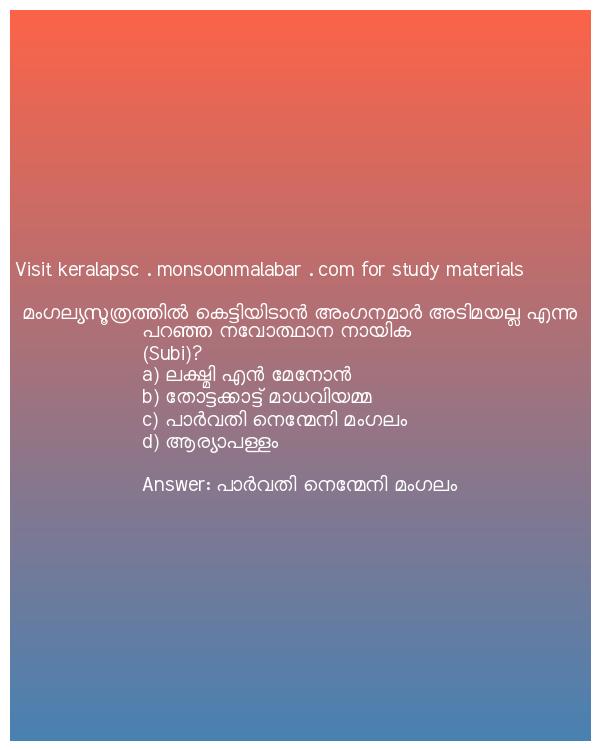 Visit keralapsc . monsoonmalabar . com for study materials
മംഗല്യസൂത്രത്തിൽ കെട്ടിയിടാൻ അംഗനമാർ അടിമയല്ല എന്നു
പറഞ്ഞ നവോത്ഥാന നായിക
(Subi)?
a) ലക്ഷ്മി എൻ മേനോൻ
b) തോട്ടക്കാട്ട് മാധവിയമ്മ
c) പാർവതി നെന്മേനി മംഗലം
d) ആര്യാപള്ളം
Answer: പാർവതി നെന്മേനി മംഗലം